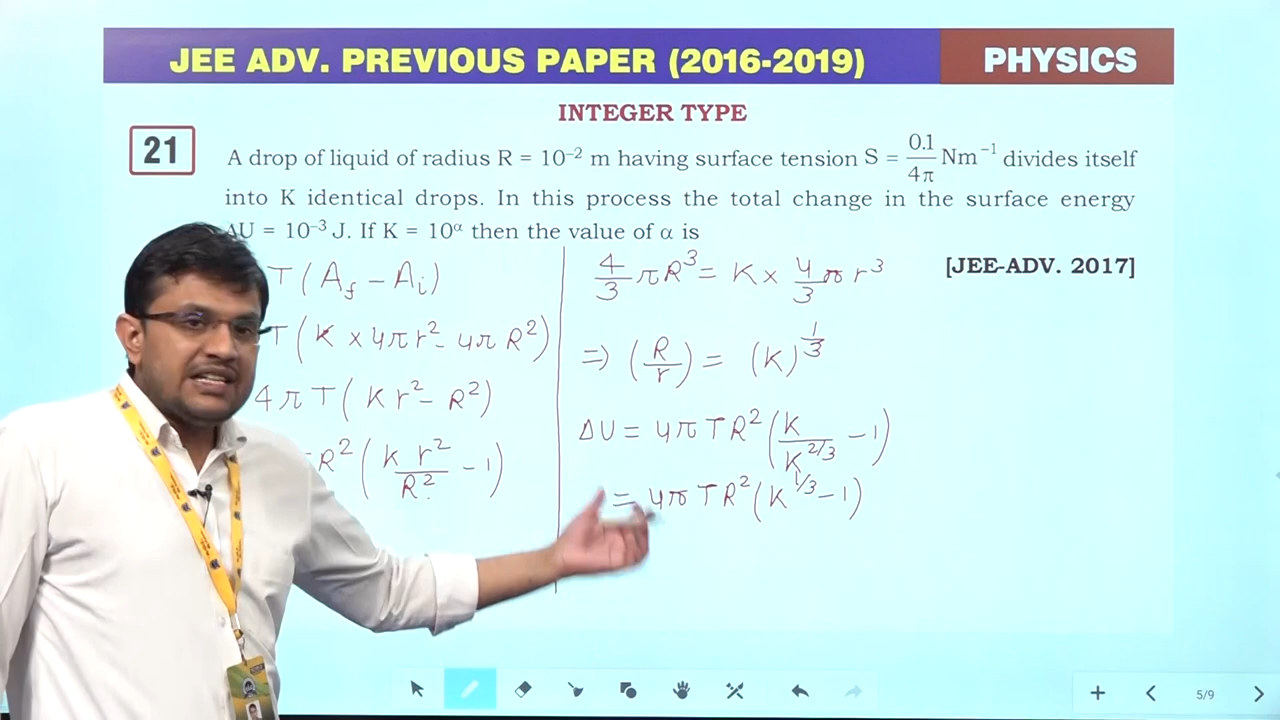 JEE ADV. PREVIOUS PAPER (2016-2019)
PHYSICS
INTEGER TYPE
21
A drop of liquid of radius R = 10⁻² m having surface tension S = 0.1/4π Nm⁻¹ divides itself
into K identical drops. In this process the total change in the surface energy
ΔU = 10⁻³ J. If K = 10^α then the value of α is
[JEE-ADV. 2017]
T(A_f − A_i)
T(K × 4πr² − 4πR²)
4πT(Kr² − R²)
R²(Kr²/R² − 1)
4/3 πR³ = K × 4/3 πr³
⇒ (R/r) = (K)^1/3
ΔU = 4πTR²(K/K^2/3 − 1)
= 4πTR²(K^1/3 − 1)
5/9